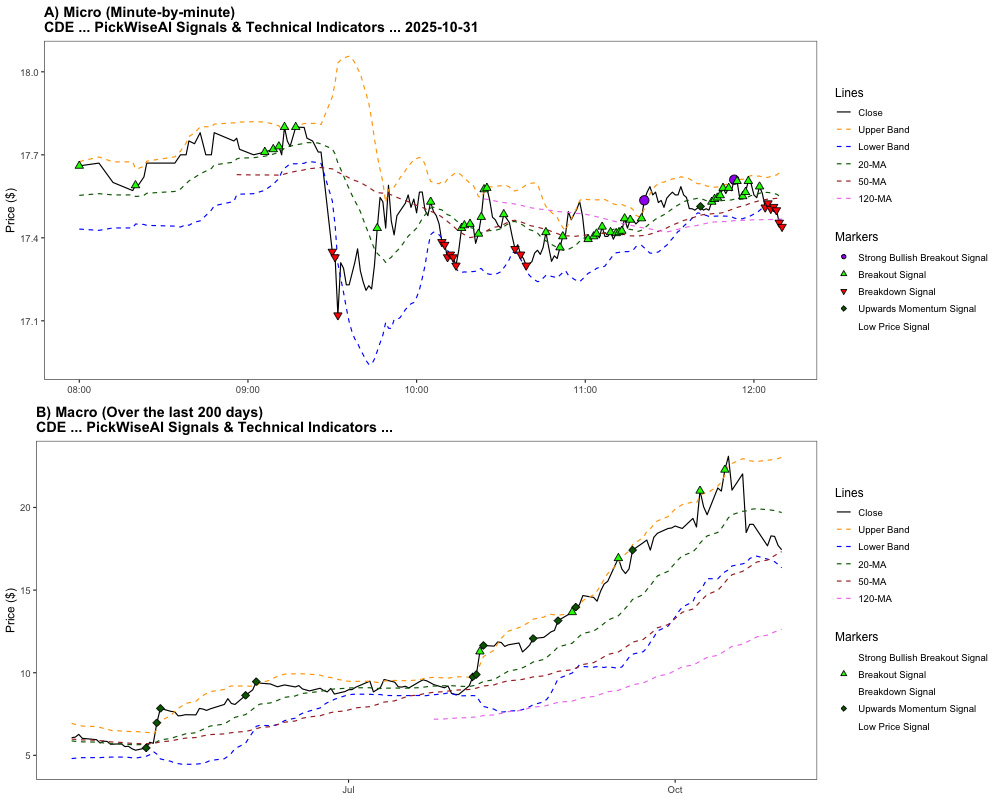 A) Micro (Minute-by-minute)
CDE ... PickWiseAI Signals & Technical Indicators ... 2025-10-31
Price ($)
18.0
17.7
17.4
17.1
08:00
09:00
10:00
11:00
12:00
Lines
Close
Upper Band
Lower Band
20-MA
50-MA
120-MA
Markers
Strong Bullish Breakout Signal
Breakout Signal
Breakdown Signal
Upwards Momentum Signal
Low Price Signal
B) Macro (Over the last 200 days)
CDE ... PickWiseAI Signals & Technical Indicators ...
Price ($)
20
15
10
5
Jul
Oct
Lines
Close
Upper Band
Lower Band
20-MA
50-MA
120-MA
Markers
Strong Bullish Breakout Signal
Breakout Signal
Breakdown Signal
Upwards Momentum Signal
Low Price Signal